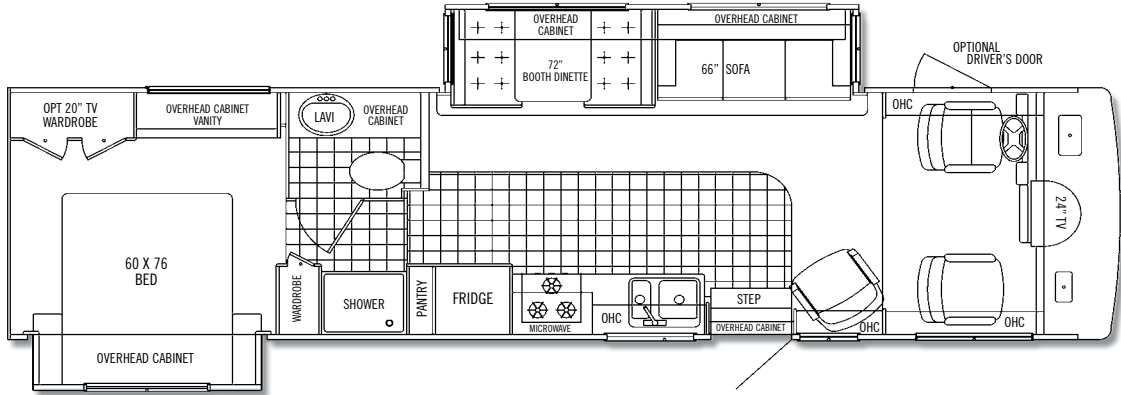 OVERHEAD
CABINET
OVERHEAD CABINET
72"
BOOTH DINETTE
66" SOFA
OPTIONAL
DRIVER'S DOOR
OPT 20" TV
WARDROBE
OVERHEAD CABINET
VANITY
LAVI
OVERHEAD
CABINET
OHC
24" TV
60 X 76
BED
WARDROBE
SHOWER
PANTRY
FRIDGE
MICROWAVE
OHC
STEP
OVERHEAD CABINET
OHC
OHC
OVERHEAD CABINET